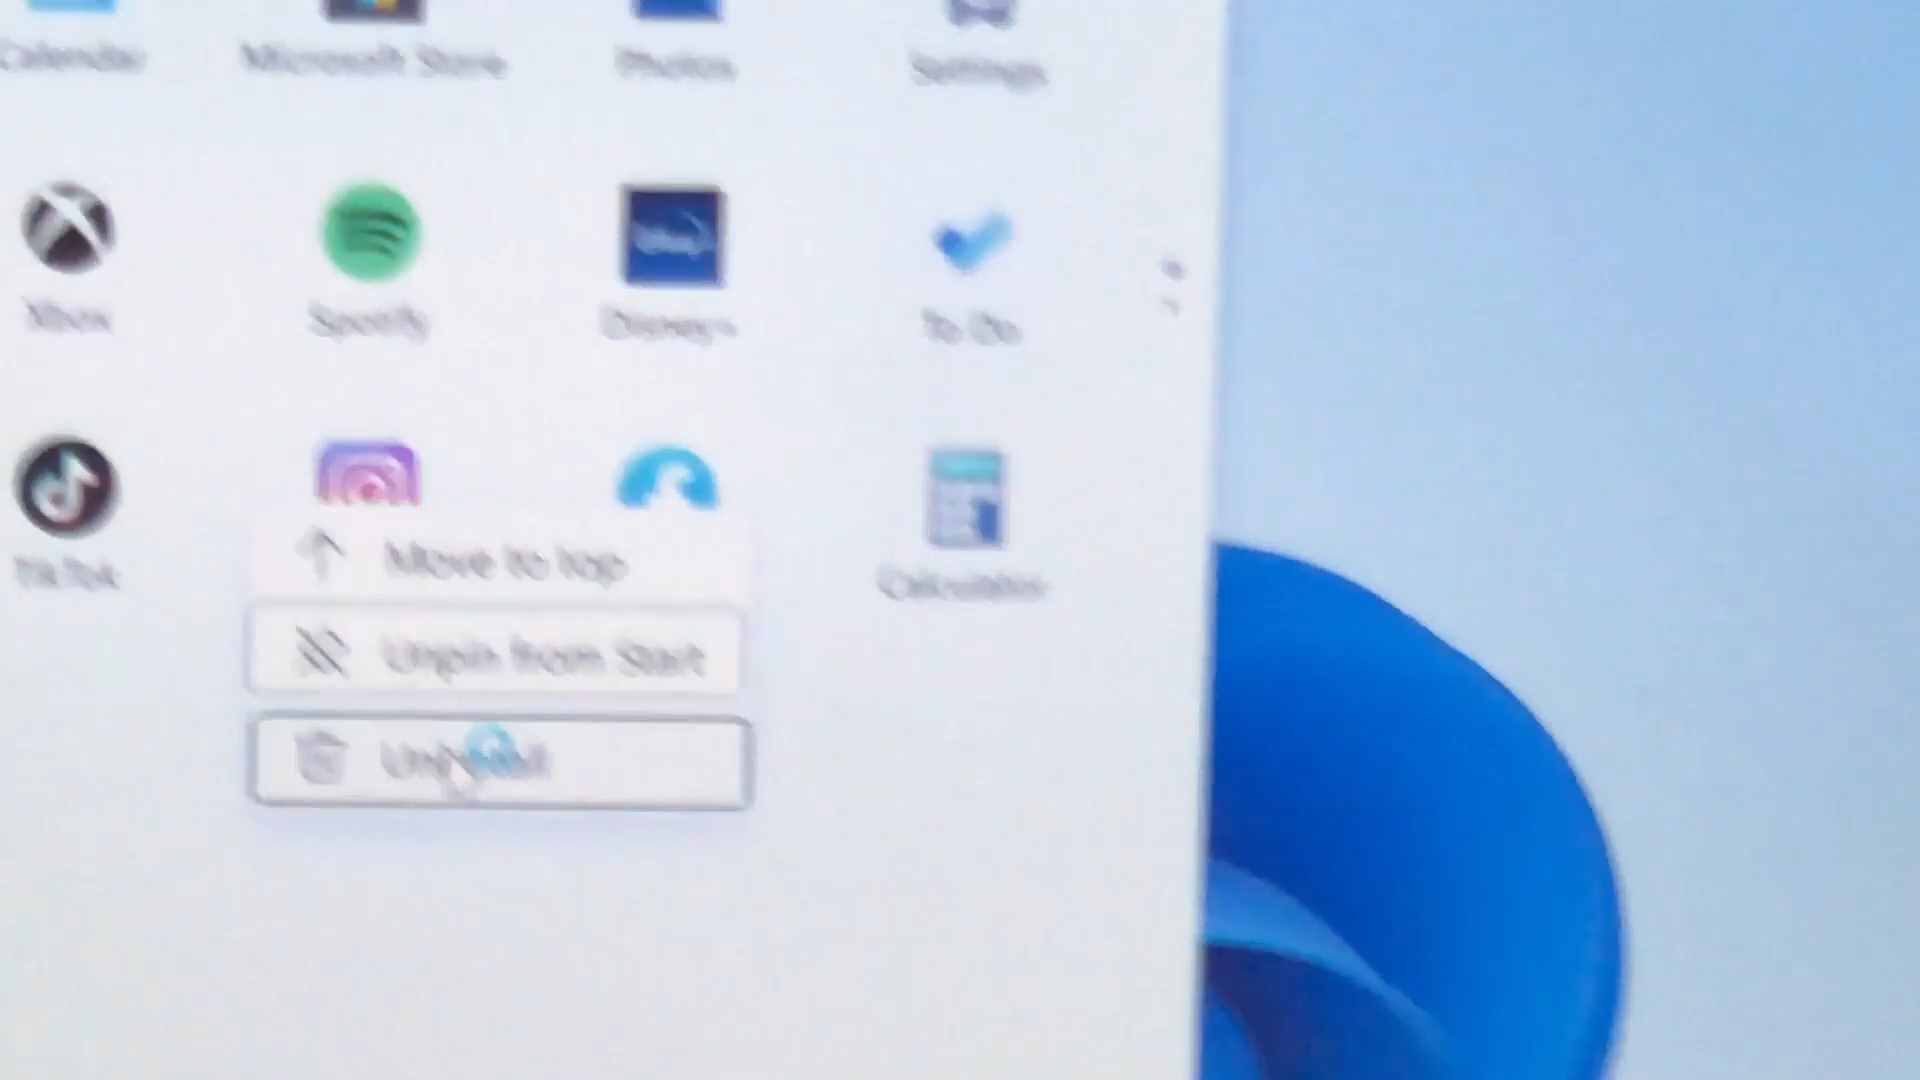 Calendar
Microsoft Store
Photos
Settings
Xbox
Spotify
Disney+
To Do
TikTok
Calculator
Move to top
Unpin from Start
Uninstall